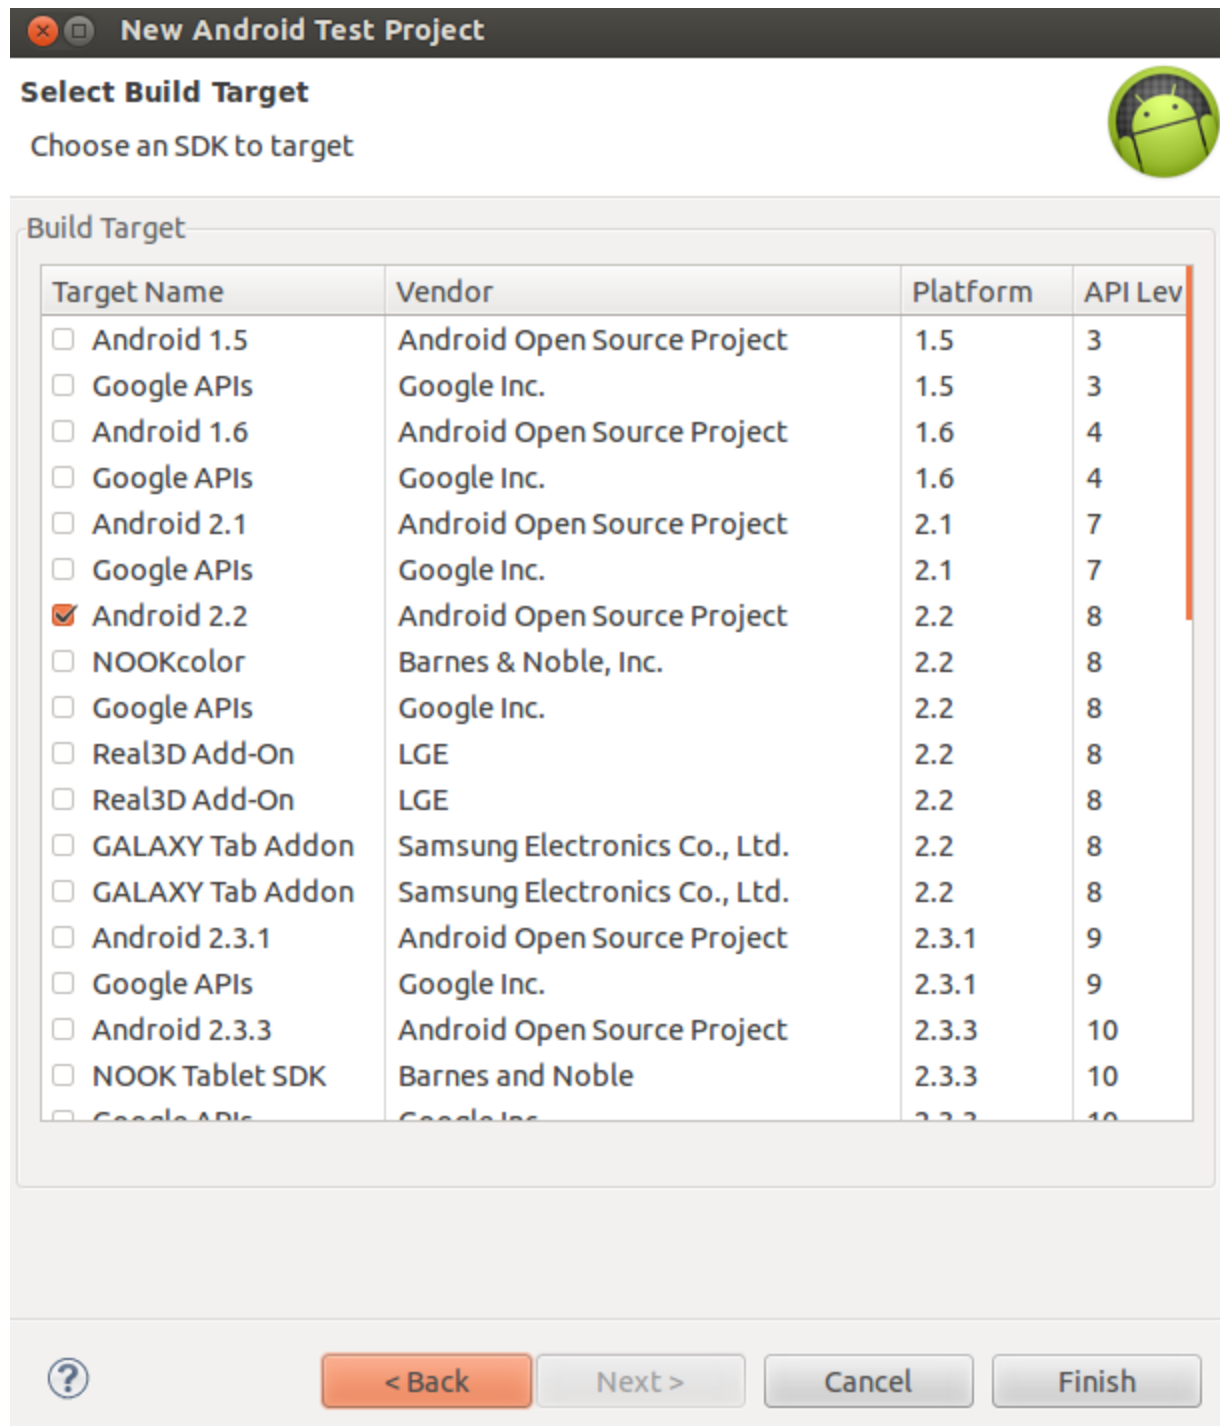 New Android Test Project
Select Build Target
Choose an SDK to target
Build Target
Target Name Vendor Platform API Lev
Android 1.5 Android Open Source Project 1.5 3
Google APIs Google Inc. 1.5 3
Android 1.6 Android Open Source Project 1.6 4
Google APIs Google Inc. 1.6 4
Android 2.1 Android Open Source Project 2.1 7
Google APIs Google Inc. 2.1 7
Android 2.2 Android Open Source Project 2.2 8
NOOKcolor Barnes & Noble, Inc. 2.2 8
Google APIs Google Inc. 2.2 8
Real3D Add-On LGE 2.2 8
Real3D Add-On LGE 2.2 8
GALAXY Tab Addon Samsung Electronics Co., Ltd. 2.2 8
GALAXY Tab Addon Samsung Electronics Co., Ltd. 2.2 8
Android 2.3.1 Android Open Source Project 2.3.1 9
Google APIs Google Inc. 2.3.1 9
Android 2.3.3 Android Open Source Project 2.3.3 10
NOOK Tablet SDK Barnes and Noble 2.3.3 10
Google APIs Google Inc. 2.3.3 10
? < Back Next > Cancel Finish